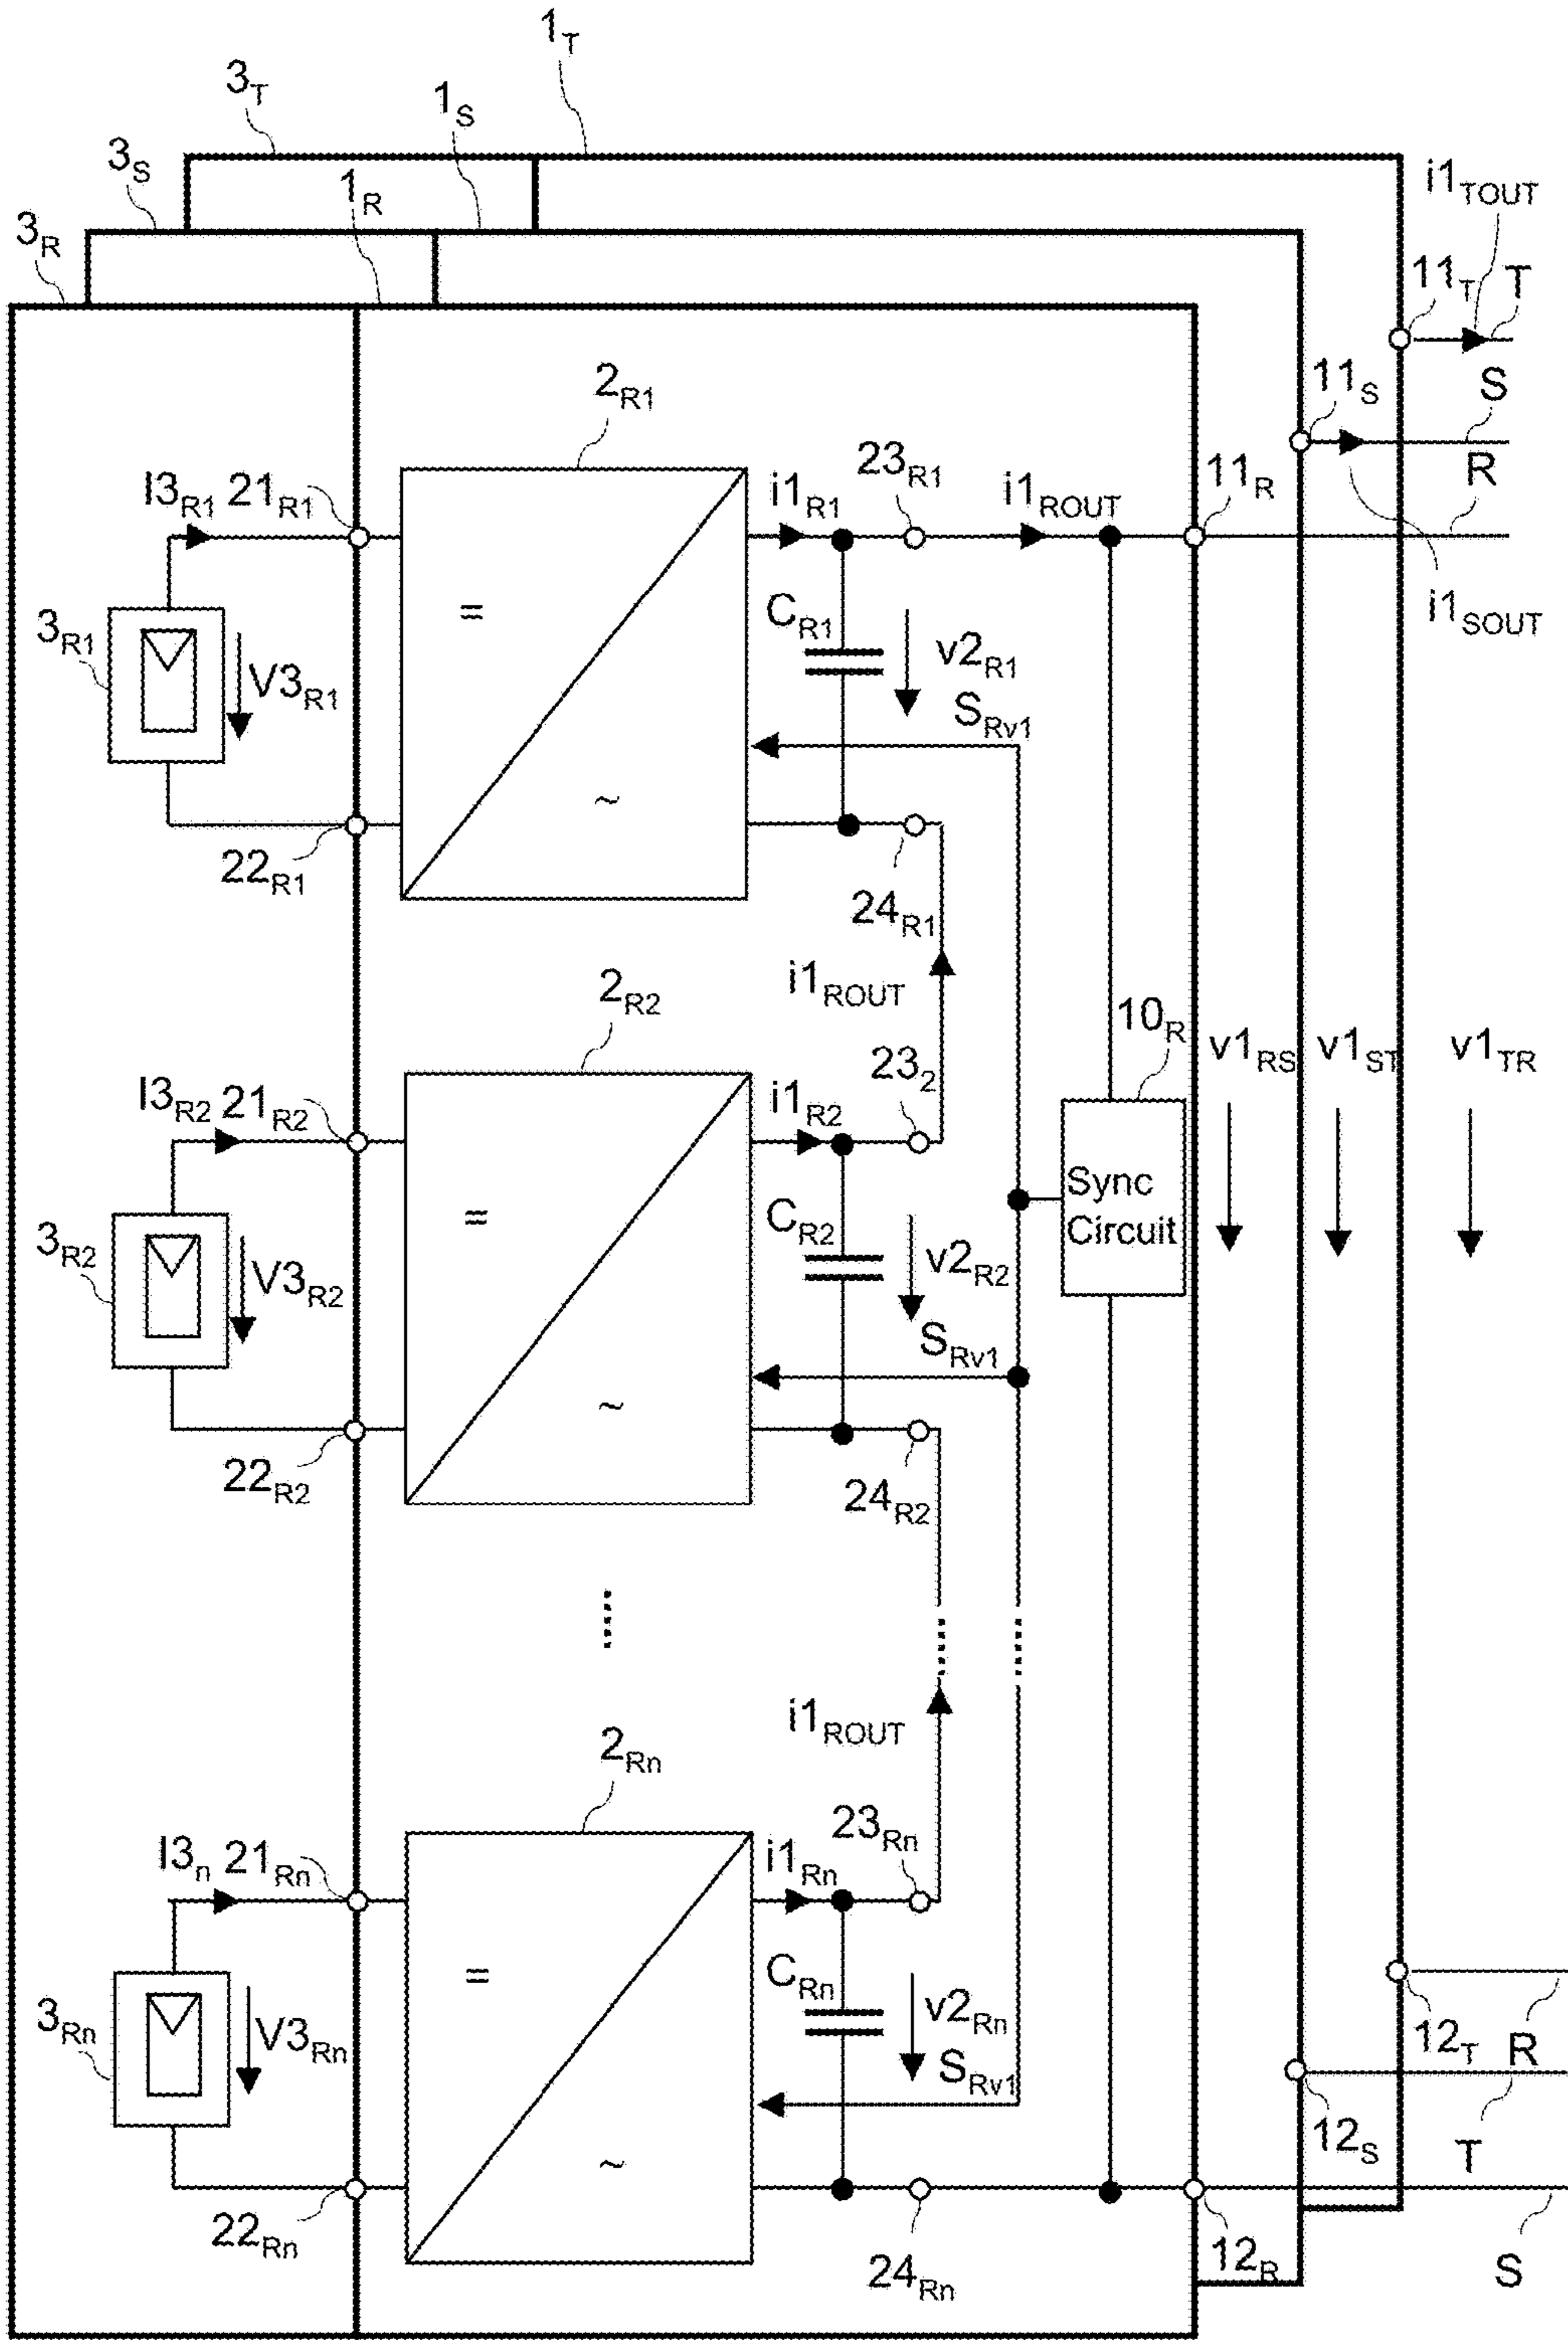 1T
3T
1S
3S
1R
3R
i1TOUT
11T
T
11S
S
2R1
I3R1
21R1
i1R1
23R1
i1ROUT
11R
R
=
CR1
3R1
V3R1
v2R1
i1SOUT
SRv1
~
22R1
24R1
i1ROUT
2R2
10R
v1RS
v1ST
v1TR
I3R2
21R2
i1R2
232
Sync
Circuit
=
CR2
3R2
V3R2
v2R2
SRv1
~
22R2
24R2
i1ROUT
2Rn
I3n
21Rn
i1Rn
23Rn
=
CRn
3Rn
V3Rn
v2Rn
12T
R
SRv1
12S
T
~
22Rn
24Rn
12R
S